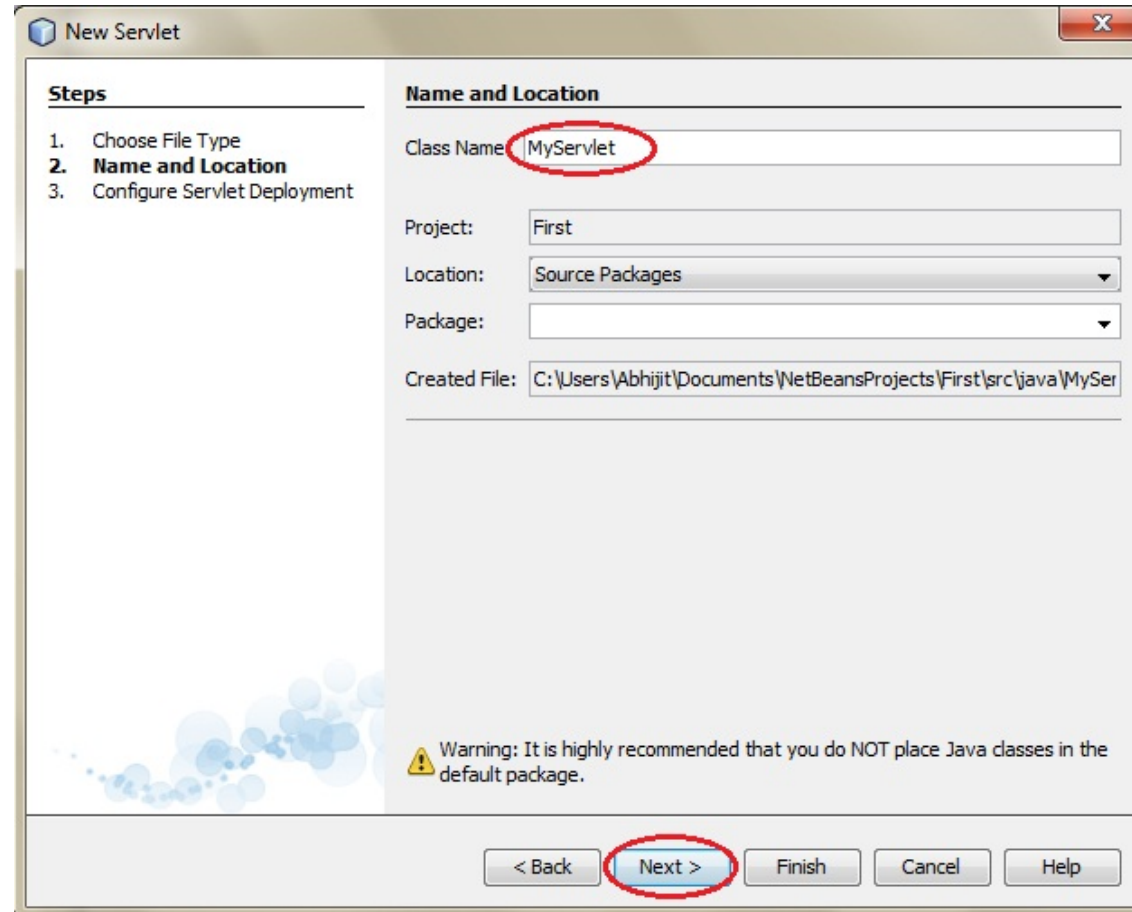 New Servlet
Steps
1. Choose File Type
2. Name and Location
3. Configure Servlet Deployment
Name and Location
Class Name MyServlet
Project: First
Location: Source Packages
Package:
Created File: C:\Users\Abhijit\Documents\NetBeansProjects\First\src\java\MySer
Warning: It is highly recommended that you do NOT place Java classes in the
default package.
< Back Next > Finish Cancel Help